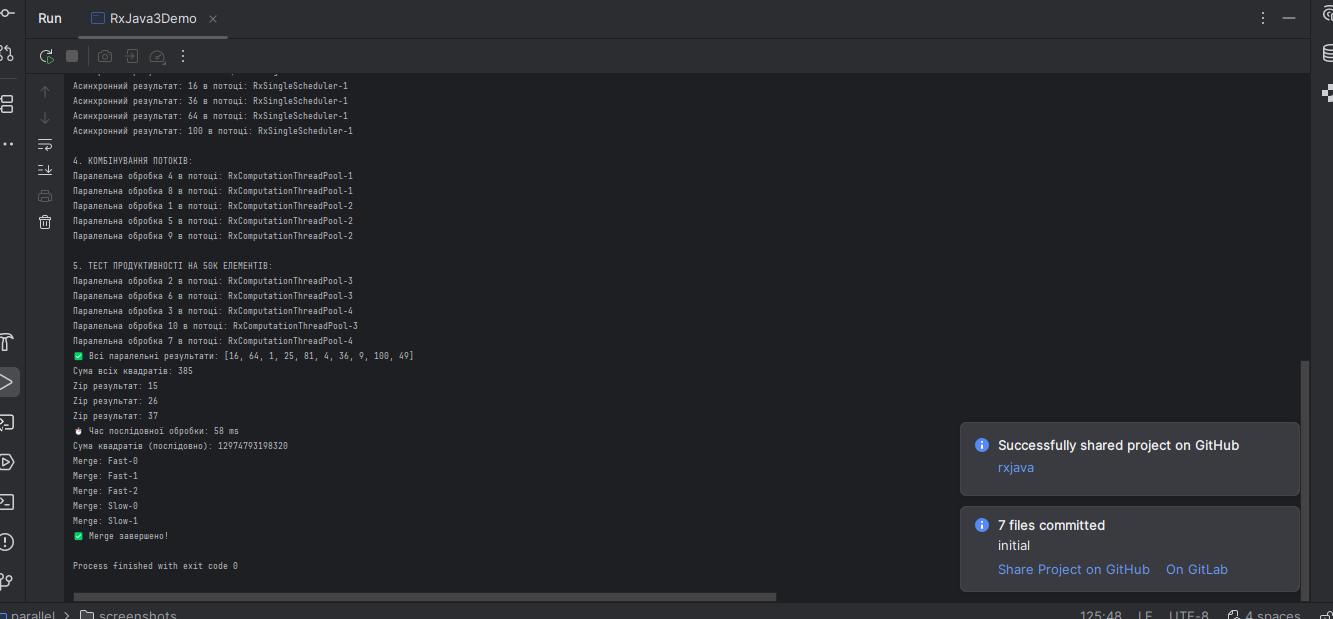 Run
RxJava3Demo
Асинхронний результат: 16 в потоці: RxSingleScheduler-1
Асинхронний результат: 36 в потоці: RxSingleScheduler-1
Асинхронний результат: 64 в потоці: RxSingleScheduler-1
Асинхронний результат: 100 в потоці: RxSingleScheduler-1
4. КОМБІНУВАННЯ ПОТОКІВ:
Паралельна обробка 4 в потоці: RxComputationThreadPool-1
Паралельна обробка 8 в потоці: RxComputationThreadPool-1
Паралельна обробка 1 в потоці: RxComputationThreadPool-2
Паралельна обробка 5 в потоці: RxComputationThreadPool-2
Паралельна обробка 9 в потоці: RxComputationThreadPool-2
5. ТЕСТ ПРОДУКТИВНОСТІ НА 50К ЕЛЕМЕНТІВ:
Паралельна обробка 2 в потоці: RxComputationThreadPool-3
Паралельна обробка 6 в потоці: RxComputationThreadPool-3
Паралельна обробка 3 в потоці: RxComputationThreadPool-4
Паралельна обробка 10 в потоці: RxComputationThreadPool-3
Паралельна обробка 7 в потоці: RxComputationThreadPool-4
✅ Всі паралельні результати: [16, 64, 1, 25, 81, 4, 36, 9, 100, 49]
Сума всіх квадратів: 385
Zip результат: 15
Zip результат: 26
Zip результат: 37
Час послідовної обробки: 58 ms
Сума квадратів (послідовно): 12974793198320
Merge: Fast-0
Merge: Fast-1
Merge: Fast-2
Merge: Slow-0
Merge: Slow-1
✅ Merge завершено!
Process finished with exit code 0
Successfully shared project on GitHub
rxjava
7 files committed
initial
Share Project on GitHub On GitLab
parallel > screenshots
125:48 LF UTF-8 4 spaces